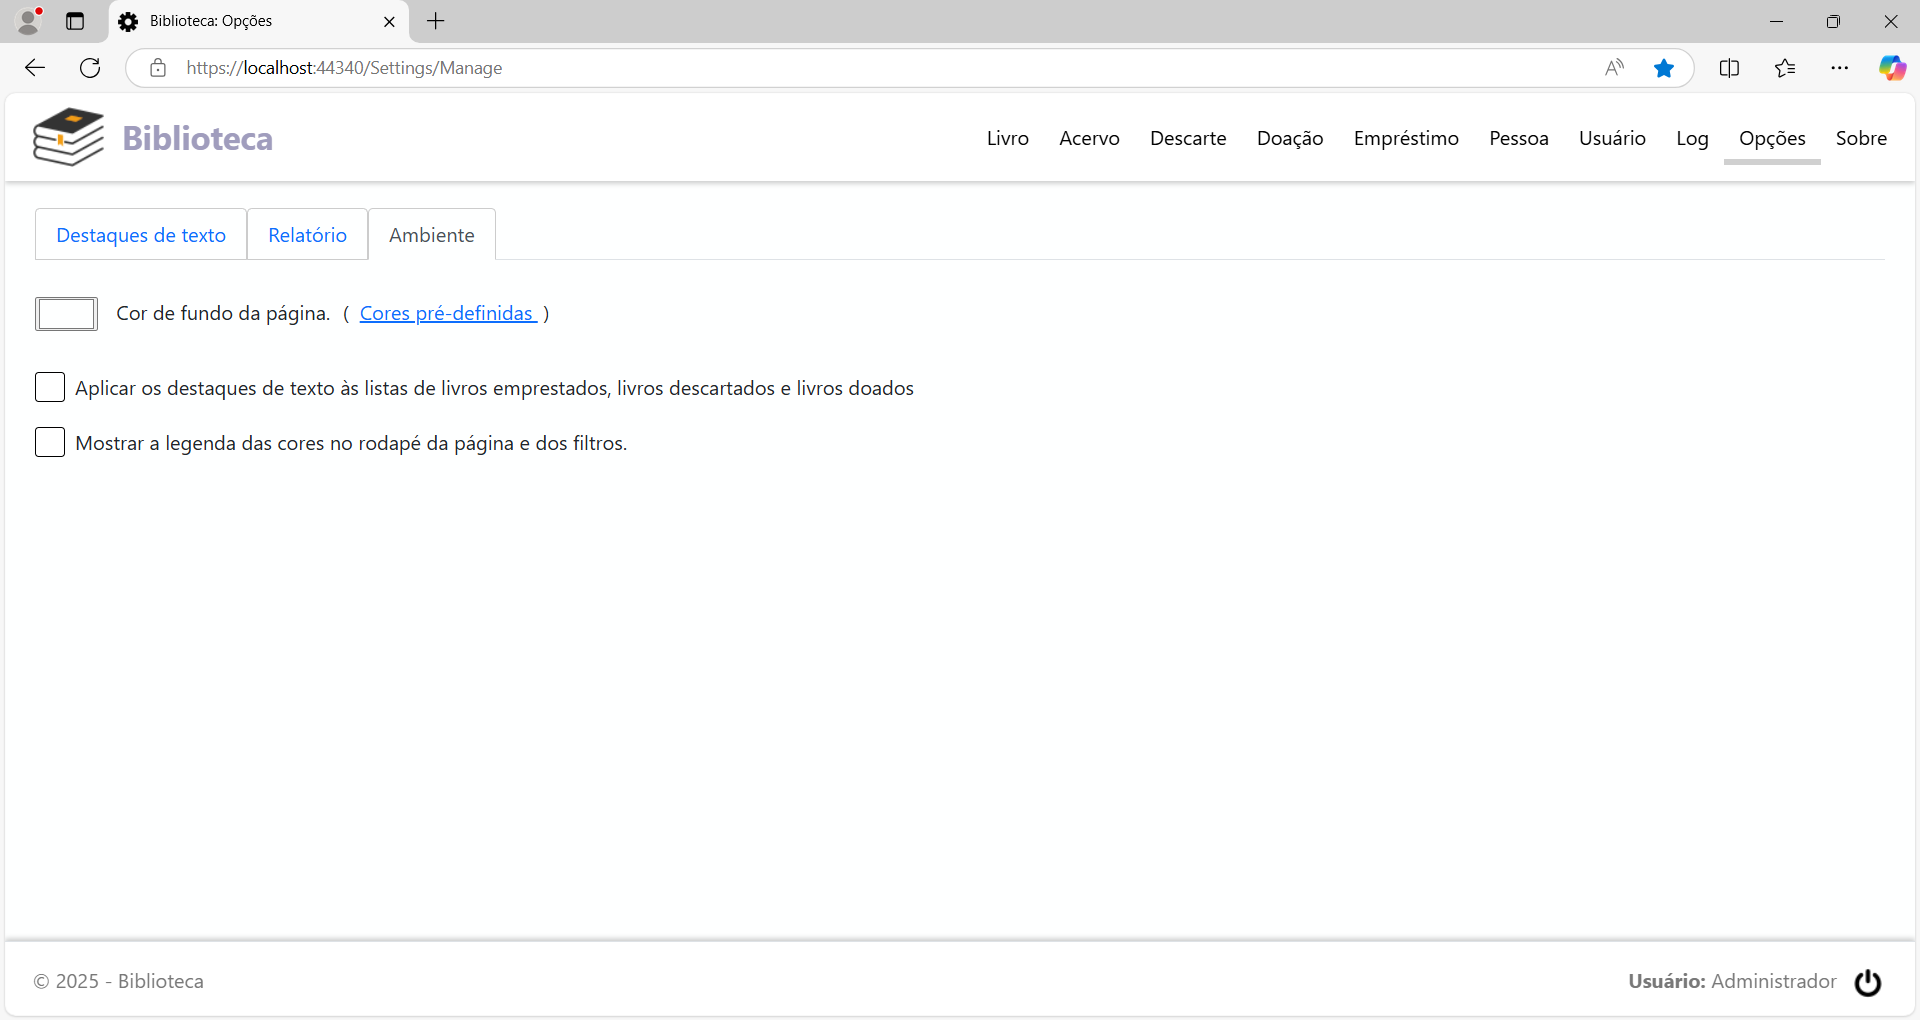 Biblioteca: Opções
https://localhost:44340/Settings/Manage
Biblioteca
Livro Acervo Descarte Doação Empréstimo Pessoa Usuário Log Opções Sobre
Destaques de texto Relatório Ambiente
Cor de fundo da página. ( Cores pré-definidas )
Aplicar os destaques de texto às listas de livros emprestados, livros descartados e livros doados
Mostrar a legenda das cores no rodapé da página e dos filtros.
© 2025 - Biblioteca
Usuário: Administrador